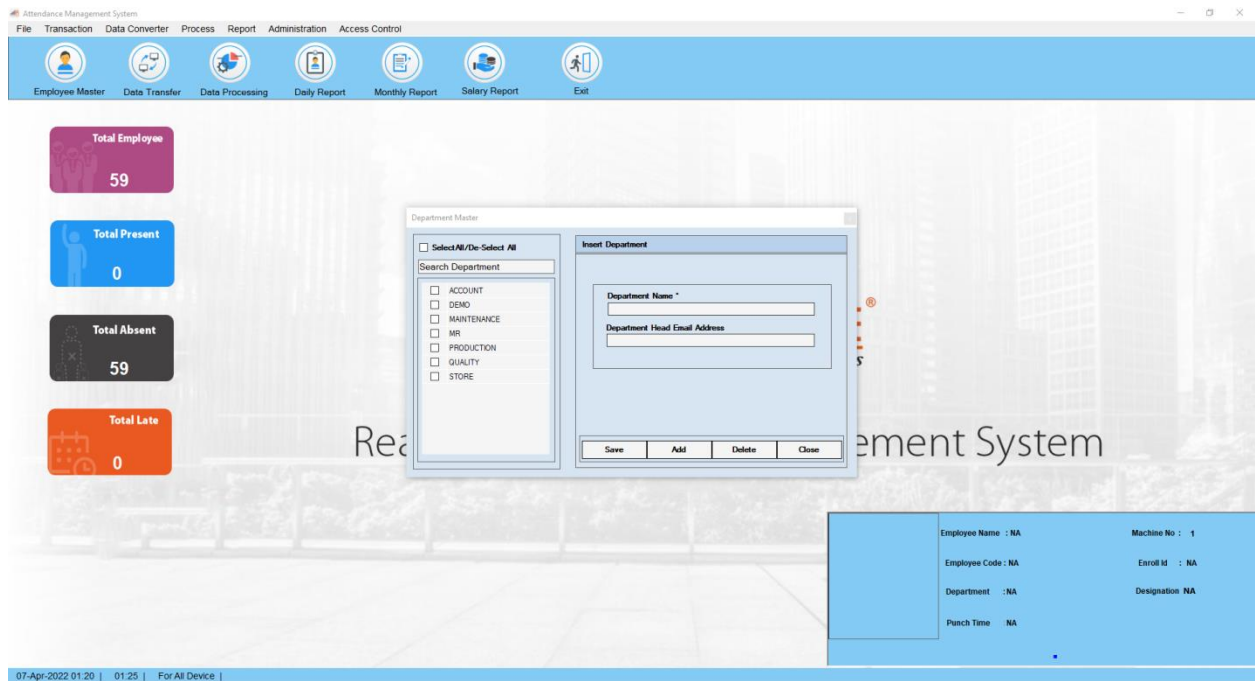 Attendance Management System
File Transaction Data Converter Process Report Administration Access Control
Employee Master Data Transfer Data Processing Daily Report Monthly Report Salary Report Exit
Total Employee
59
Total Present
0
Total Absent
59
Total Late
0
Department Master
SelectAll/De-Select All
Search Department
ACCOUNT
DEMO
MAINTENANCE
MR
PRODUCTION
QUALITY
STORE
Insert Department
Department Name *
Department Head Email Address
Save Add Delete Close
®
System
Employee Name : NA Machine No : 1
Employee Code : NA Enroll Id : NA
Department : NA Designation NA
Punch Time : NA
07-Apr-2022 01:20 | 01:25 | For All Device |